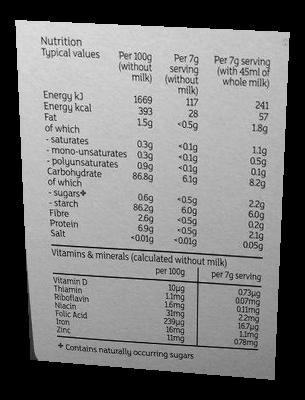 Nutrition
Typical values Per 100g Per 7g Per 7g serving
(without serving (with 45ml of
milk) (without whole milk)
milk)
Energy kJ 1669 117 241
Energy kcal 393 28 57
Fat 1.5g <0.5g 1.8g
of which
- saturates 0.3g <0.1g 1.1g
- mono-unsaturates 0.3g <0.1g 0.5g
- polyunsaturates 0.9g <0.1g 0.1g
Carbohydrate 86.8g 6.1g 8.2g
of which
- sugars✦ 0.6g <0.5g 2.2g
- starch 86.2g 6.0g 6.0g
Fibre 2.6g <0.5g 0.2g
Protein 6.9g <0.5g 2.1g
Salt <0.01g <0.01g 0.05g
Vitamins & minerals (calculated without milk)
per 100g per 7g serving
Vitamin D 10µg 0.73µg
Thiamin 1.1mg 0.07mg
Riboflavin 1.6mg 0.11mg
Niacin 31mg 2.2mg
Folic Acid 239µg 16.7µg
Iron 16mg 1.1mg
Zinc 11mg 0.78mg
✦ Contains naturally occurring sugars